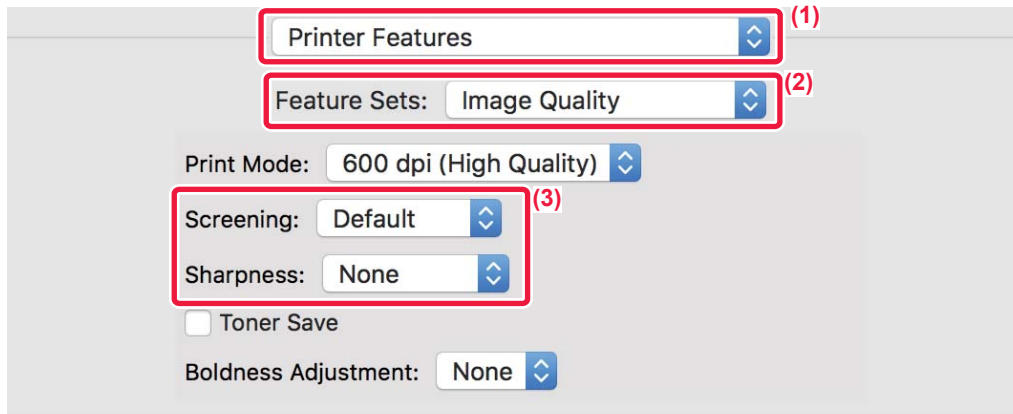 Printer Features (1)
Feature Sets: Image Quality (2)
Print Mode: 600 dpi (High Quality)
(3)
Screening: Default
Sharpness: None
Toner Save
Boldness Adjustment: None